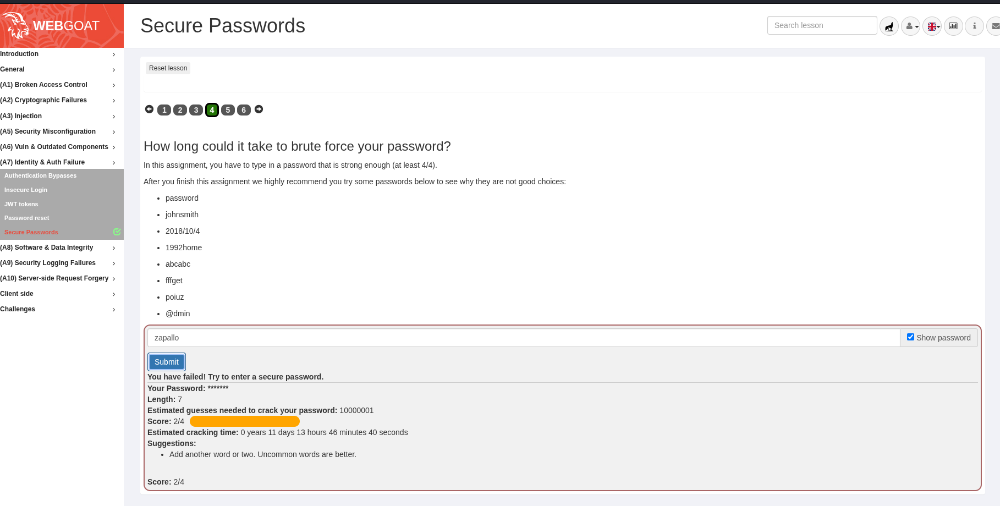 WEBGOAT
Secure Passwords
Search lesson
Introduction
General
(A1) Broken Access Control
(A2) Cryptographic Failures
(A3) Injection
(A5) Security Misconfiguration
(A6) Vuln & Outdated Components
(A7) Identity & Auth Failure
Authentication Bypasses
Insecure Login
JWT tokens
Password reset
Secure Passwords
(A8) Software & Data Integrity
(A9) Security Logging Failures
(A10) Server-side Request Forgery
Client side
Challenges
Reset lesson
1 2 3 4 5 6
How long could it take to brute force your password?
In this assignment, you have to type in a password that is strong enough (at least 4/4).
After you finish this assignment we highly recommend you try some passwords below to see why they are not good choices:
• password
• johnsmith
• 2018/10/4
• 1992home
• abcabc
• fffget
• poiuz
• @dmin
zapallo
Show password
Submit
You have failed! Try to enter a secure password.
Your Password: *******
Length: 7
Estimated guesses needed to crack your password: 10000001
Score: 2/4
Estimated cracking time: 0 years 11 days 13 hours 46 minutes 40 seconds
Suggestions:
• Add another word or two. Uncommon words are better.
Score: 2/4